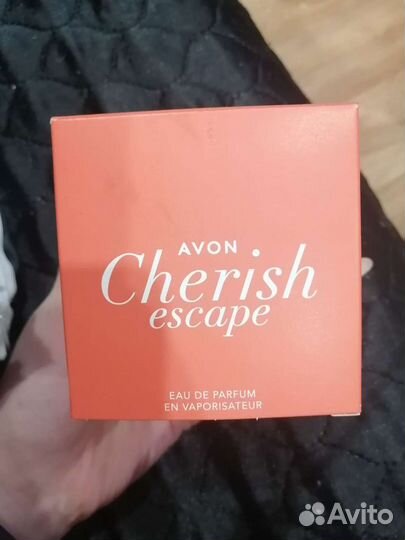 AVON
Cherish
escape
EAU DE PARFUM
EN VAPORISATEUR
Avito